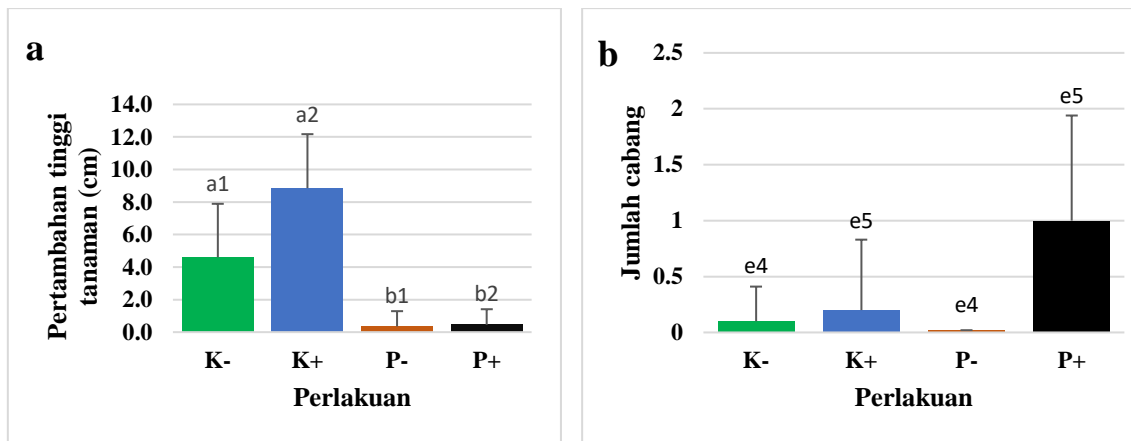 a
Pertambahan tinggi
tanaman (cm)
14.0
12.0
10.0
8.0
6.0
4.0
2.0
0.0
a1
a2
b1
b2
K- K+ P- P+
Perlakuan
b
Jumlah cabang
2.5
2
1.5
1
0.5
0
e4
e5
e4
e5
K- K+ P- P+
Perlakuan